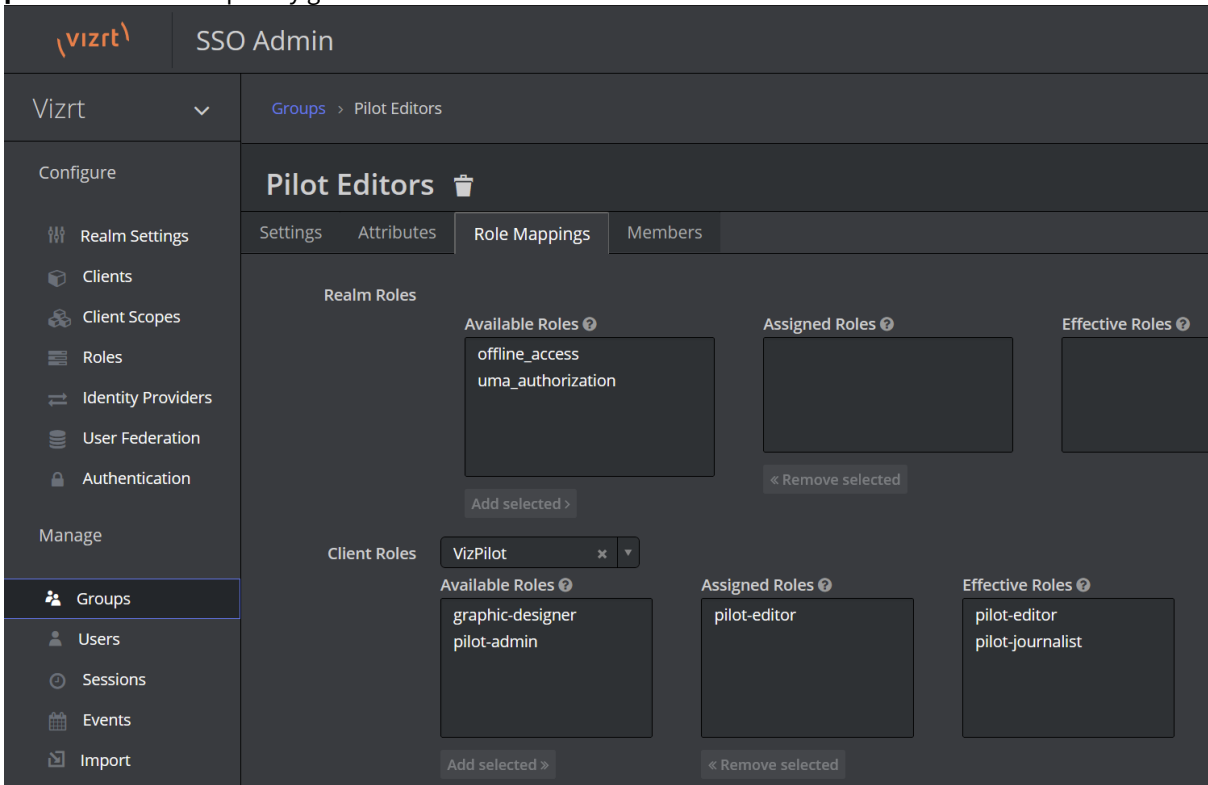 vizrt
SSO Admin
Vizrt
Groups › Pilot Editors
Configure
Pilot Editors
Realm Settings
Clients
Client Scopes
Roles
Identity Providers
User Federation
Authentication
Manage
Groups
Users
Sessions
Events
Import
Settings Attributes Role Mappings Members
Realm Roles
Available Roles
offline_access
uma_authorization
Add selected ›
Assigned Roles
« Remove selected
Effective Roles
Client Roles
VizPilot
Available Roles
graphic-designer
pilot-admin
Add selected »
Assigned Roles
pilot-editor
« Remove selected
Effective Roles
pilot-editor
pilot-journalist